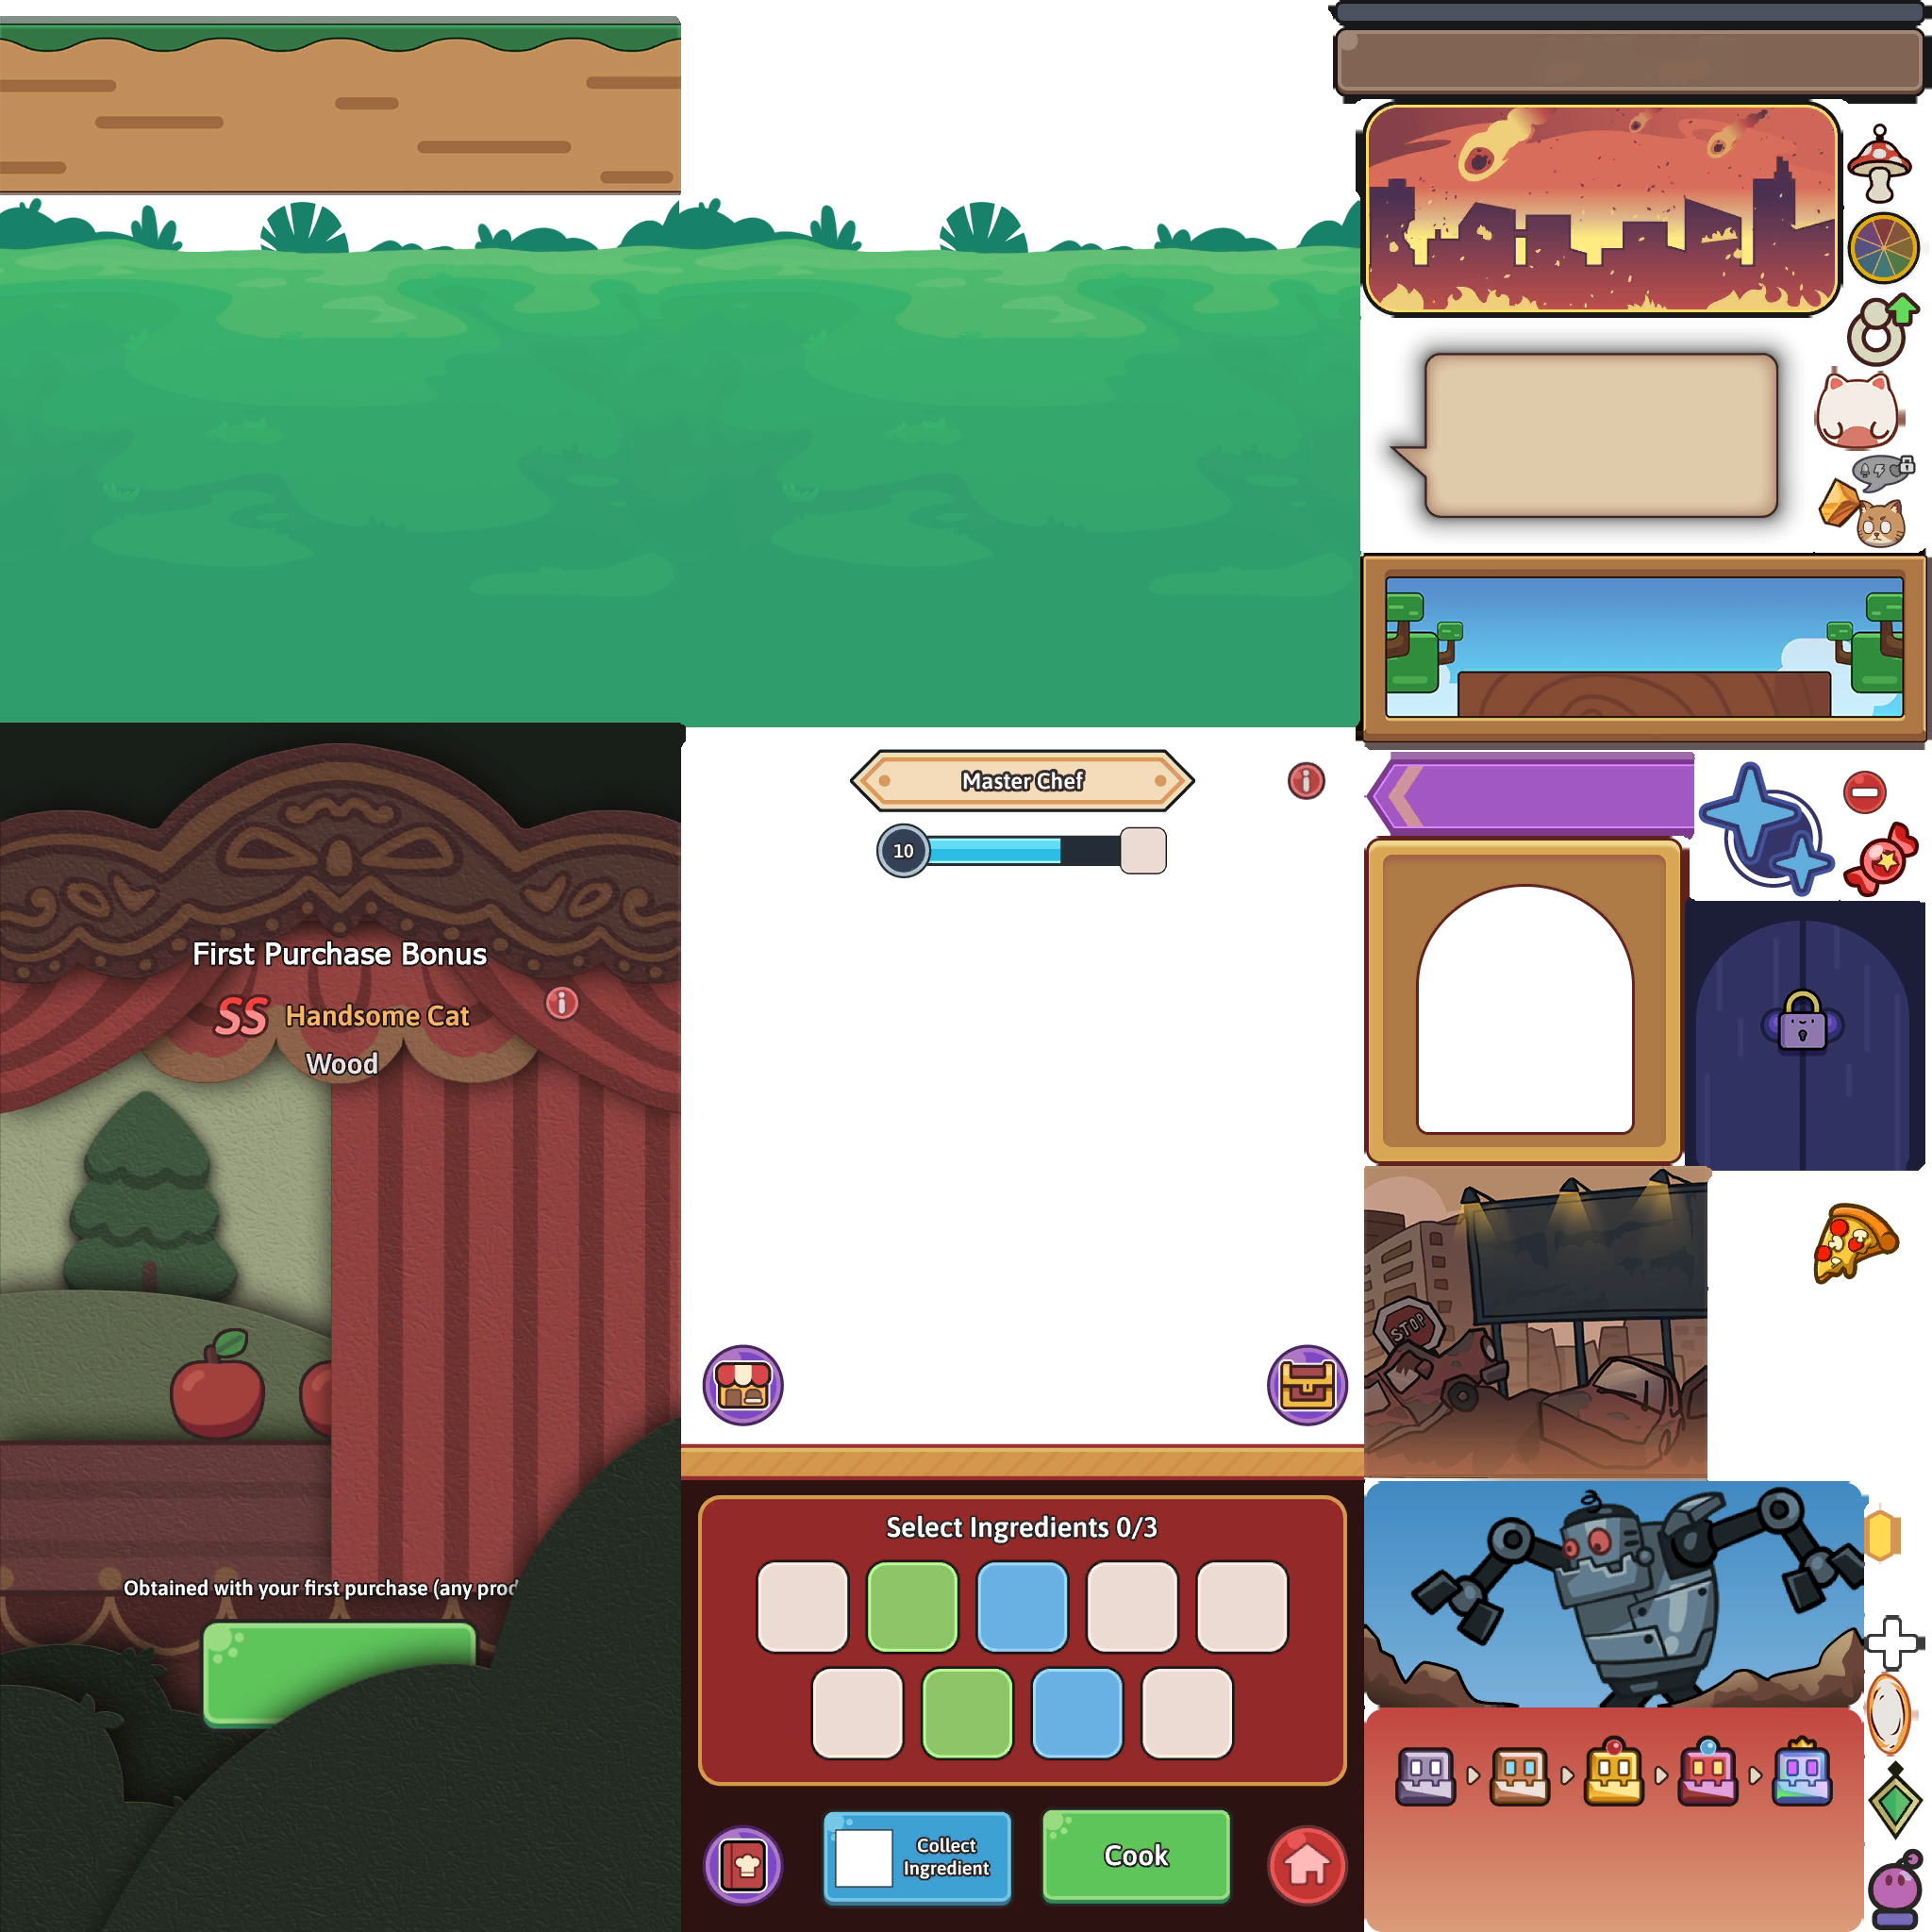 Master Chef
10
First Purchase Bonus
SS Handsome Cat
Wood
STOP
Select Ingredients 0/3
Obtained with your first purchase (any prod
Collect
Ingredient
Cook